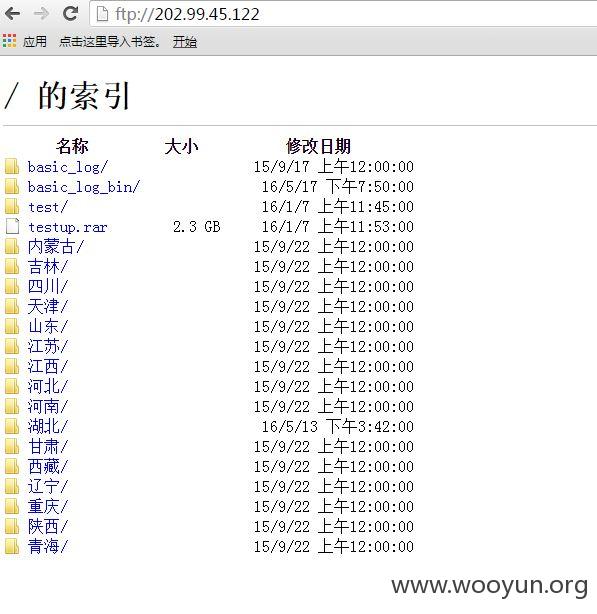 ftp://202.99.45.122
应用 点击这里导入书签。 开始
/ 的索引
名称 大小 修改日期
basic_log/ 15/9/17 上午12:00:00
basic_log_bin/ 16/5/17 下午7:50:00
test/ 16/1/7 上午11:45:00
testup.rar 2.3 GB 16/1/7 上午11:53:00
内蒙古/ 15/9/22 上午12:00:00
吉林/ 15/9/22 上午12:00:00
四川/ 15/9/22 上午12:00:00
天津/ 15/9/22 上午12:00:00
山东/ 15/9/22 上午12:00:00
江苏/ 15/9/22 上午12:00:00
江西/ 15/9/22 上午12:00:00
河北/ 15/9/22 上午12:00:00
河南/ 15/9/22 上午12:00:00
湖北/ 16/5/13 下午3:42:00
甘肃/ 15/9/22 上午12:00:00
西藏/ 15/9/22 上午12:00:00
辽宁/ 15/9/22 上午12:00:00
重庆/ 15/9/22 上午12:00:00
陕西/ 15/9/22 上午12:00:00
青海/ 15/9/22 上午12:00:00
www.wooyun.org